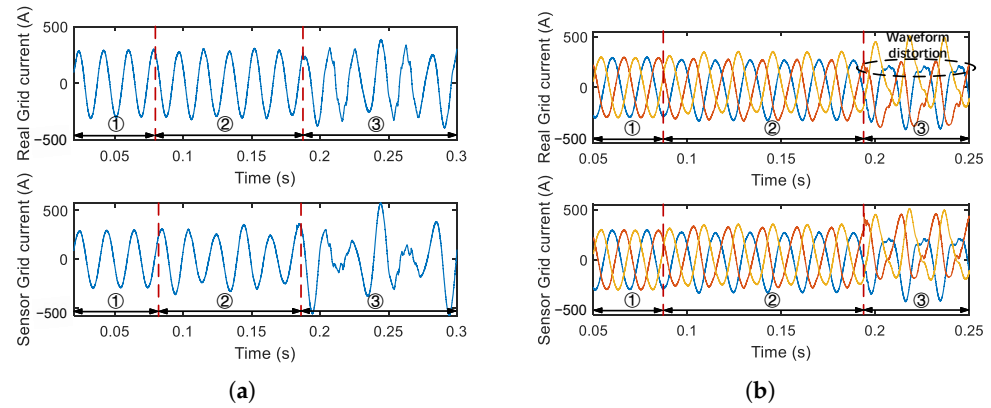 Real Grid current (A)
500
0
−500
① ② ③
0.05 0.1 0.15 0.2 0.25 0.3
Time (s)
Sensor Grid current (A)
500
0
−500
① ② ③
0.05 0.1 0.15 0.2 0.25 0.3
Time (s)
(a)
Real Grid current (A)
500
0
−500
Waveform
distortion
① ② ③
0.05 0.1 0.15 0.2 0.25
Time (s)
Sensor Grid current (A)
500
0
−500
① ② ③
0.05 0.1 0.15 0.2 0.25
Time (s)
(b)